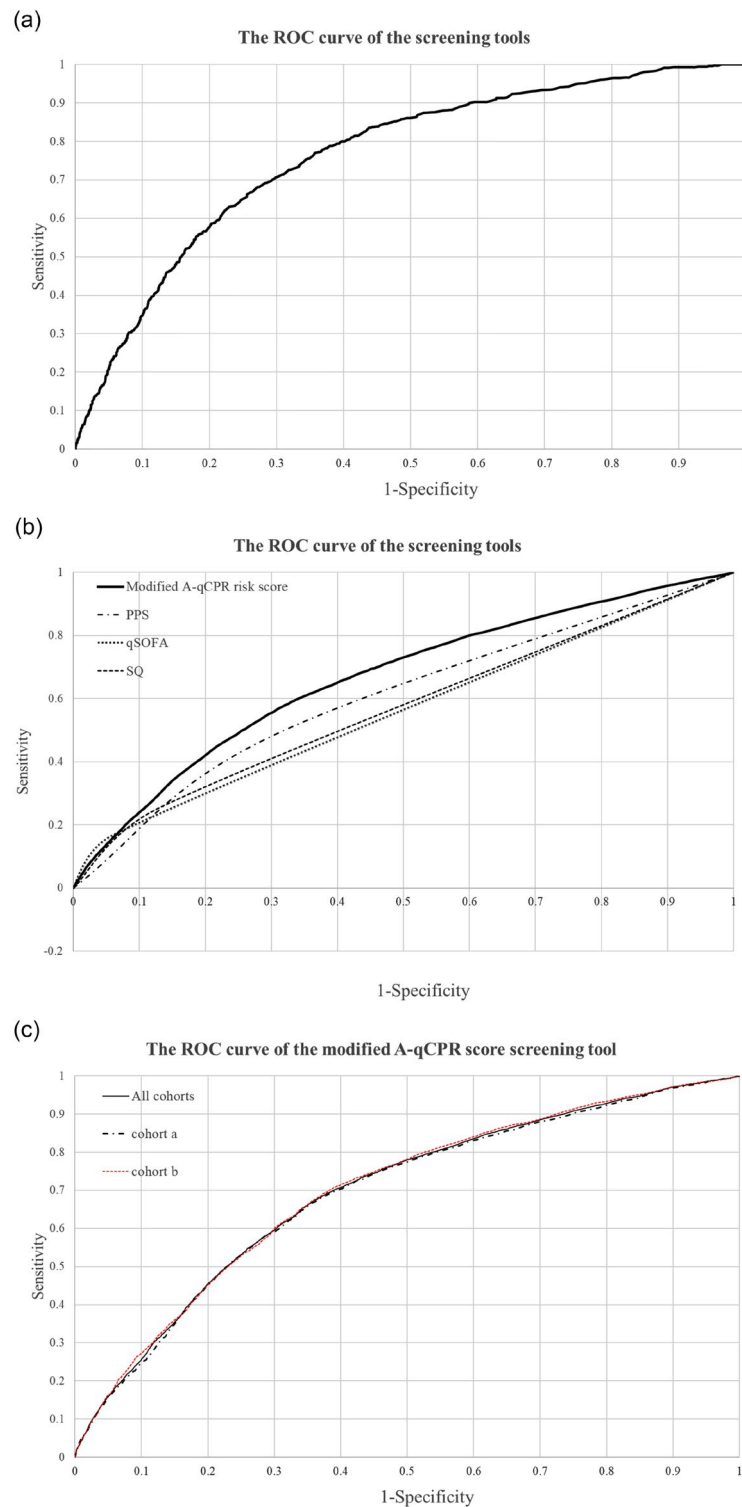 (a)
The ROC curve of the screening tools
1
0.9
0.8
0.7
0.6
0.5
0.4
0.3
0.2
0.1
0
Sensitivity
0 0.1 0.2 0.3 0.4 0.5 0.6 0.7 0.8 0.9
1-Specificity
(b)
The ROC curve of the screening tools
1
0.8
0.6
0.4
0.2
0
-0.2
Sensitivity
Modified A-qCPR risk score
PPS
qSOFA
SQ
0 0.1 0.2 0.3 0.4 0.5 0.6 0.7 0.8 0.9 1
1-Specificity
(c)
The ROC curve of the modified A-qCPR score screening tool
1
0.9
0.8
0.7
0.6
0.5
0.4
0.3
0.2
0.1
0
Sensitivity
All cohorts
cohort a
cohort b
0 0.1 0.2 0.3 0.4 0.5 0.6 0.7 0.8 0.9 1
1-Specificity